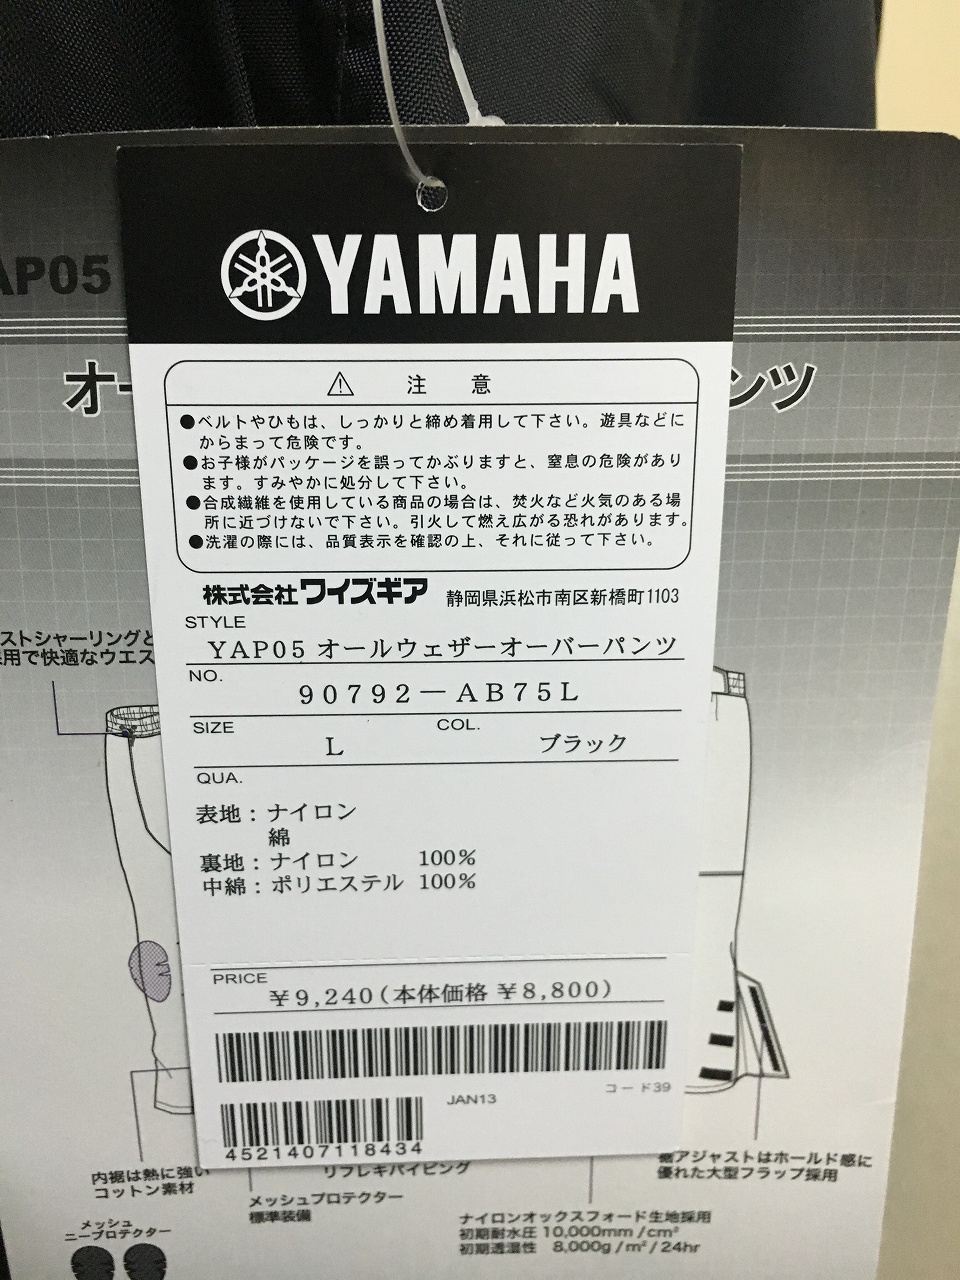 YAMAHA
AP05
オー
ンツ
⚠ 注 意
●ベルトやひもは、しっかりと締め着用して下さい。遊具などに
からまって危険です。
●お子様がパッケージを誤ってかぶりますと、窒息の危険があり
ます。すみやかに処分して下さい。
●合成繊維を使用している商品の場合は、焚火など火気のある場
所に近づけないで下さい。引火して燃え広がる恐れがあります。
●洗濯の際には、品質表示を確認の上、それに従って下さい。
株式会社ワイズギア 静岡県浜松市南区新橋町1103
STYLE
YAP05 オールウェザーオーバーパンツ
NO.
90792－AB75L
SIZE COL.
L ブラック
QUA.
表地：ナイロン
綿
裏地：ナイロン 100%
中綿：ポリエステル 100%
PRICE
￥9,240(本体価格 ￥8,800)
コード39
JAN13
4521407118434
ストシャーリングと
採用で快適なウエス
内裾は熱に強い
コットン素材
リフレキパイピング
メッシュプロテクター
標準装備
メッシュ
ニープロテクター
裾アジャストはホールド感に
優れた大型フラップ採用
ナイロンオックスフォード生地採用
初期耐水圧 10,000mm/cm²
初期透湿性 8,000g/m²/24hr